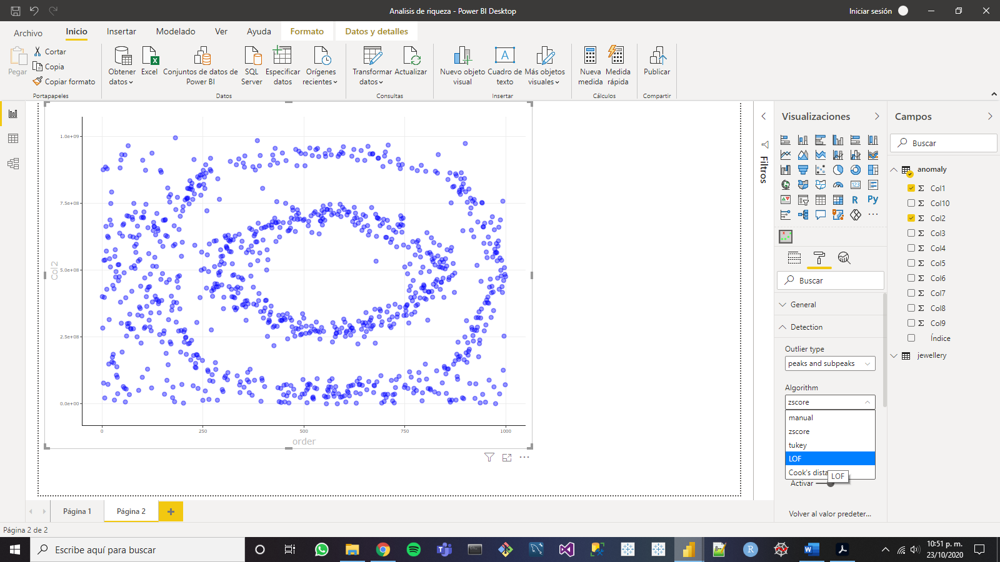 Analisis de riqueza - Power BI Desktop
Iniciar sesión
Archivo
Inicio
Insertar
Modelado
Ver
Ayuda
Formato
Datos y detalles
Pegar
Cortar
Copia
Copiar formato
Portapapeles
Obtener datos
Excel
Conjuntos de datos de Power BI
SQL Server
Especificar datos
Orígenes recientes
Datos
Transformar datos
Actualizar
Consultas
Nuevo objeto visual
Cuadro de texto
Más objetos visuales
Insertar
Nueva medida
Medida rápida
Cálculos
Publicar
Compartir
1.0e+09
7.5e+08
5.0e+08
2.5e+08
0.0e+00
Col2
0
250
500
750
1000
order
Filtros
Visualizaciones
R
Py
123
Buscar
General
Detection
Outlier type
peaks and subpeaks
Algorithm
zscore
manual
zscore
tukey
LOF
Cook's dista
LOF
Activar
Volver al valor predeter...
Campos
Buscar
anomaly
Col1
Col10
Col2
Col3
Col4
Col5
Col6
Col7
Col8
Col9
Índice
jewellery
Página 1
Página 2
Página 2 de 2
Escribe aquí para buscar
10:51 p. m.
23/10/2020